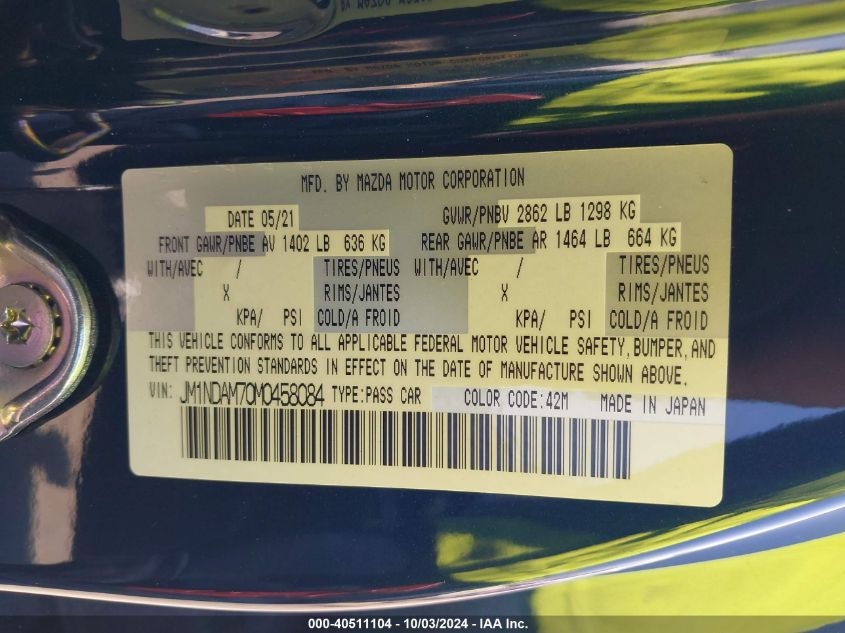 MFD. BY MAZDA MOTOR CORPORATION
DATE 05/21 GVWR/PNBV 2862 LB 1298 KG
FRONT GAWR/PNBE AV 1402 LB 636 KG REAR GAWR/PNBE AR 1464 LB 664 KG
WITH/AVEC / TIRES/PNEUS WITH/AVEC / TIRES/PNEUS
X RIMS/JANTES X RIMS/JANTES
KPA/ PSI COLD/A FROID KPA/ PSI COLD/A FROID
THIS VEHICLE CONFORMS TO ALL APPLICABLE FEDERAL MOTOR VEHICLE SAFETY, BUMPER, AND
THEFT PREVENTION STANDARDS IN EFFECT ON THE DATE OF MANUFACTURE SHOWN ABOVE.
VIN: JM1NDAM70M0458084 TYPE:PASS CAR COLOR CODE:42M MADE IN JAPAN
000-40511104 - 10/03/2024 - IAA Inc.